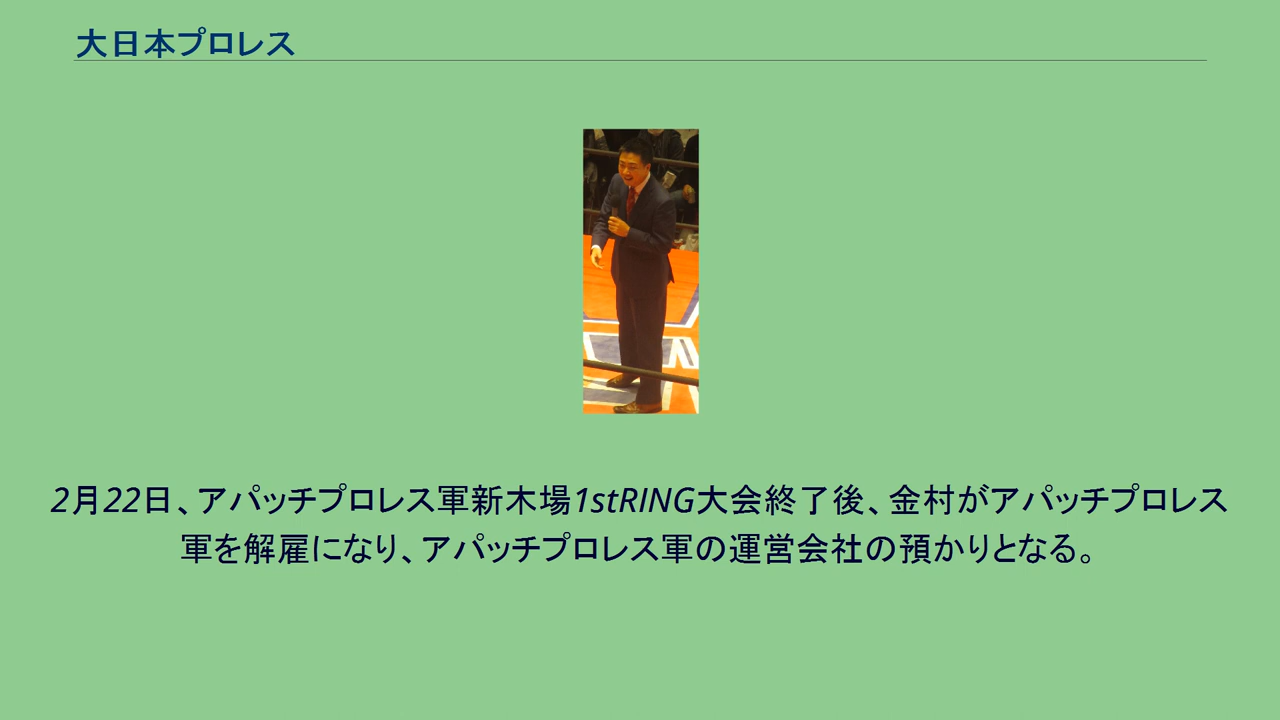 大日本プロレス
2月22日、アパッチプロレス軍新木場1stRING大会終了後、金村がアパッチプロレス
軍を解雇になり、アパッチプロレス軍の運営会社の預かりとなる。